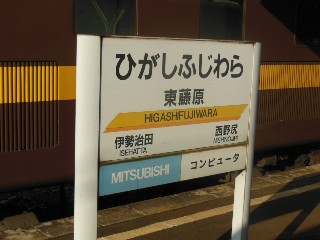 ひがしふじわら
東藤原
HIGASHIFUJIWARA
伊勢治田 西野尻
ISEHATTA NISHINOJIRI
MITSUBISHI コンピュータ